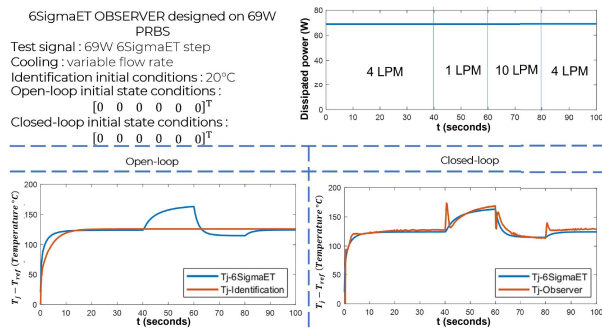 6SigmaET OBSERVER designed on 69W
PRBS
Test signal : 69W 6SigmaET step
Cooling : variable flow rate
Identification initial conditions : 20°C
Open-loop initial state conditions :
[0 0 0 0 0 0]ᵀ
Closed-loop initial state conditions :
[0 0 0 0 0 0]ᵀ
Dissipated power (W)
80
60
40
20
0
4 LPM
1 LPM
10 LPM
4 LPM
0 10 20 30 40 50 60 70 80 90 100
t (seconds)
Open-loop
Tj − Tref (Temperature °C)
200
150
100
50
0
Tj-6SigmaET
Tj-Identification
0 10 20 30 40 50 60 70 80 90 100
t (seconds)
Closed-loop
Tj − Tref (Temperature °C)
200
150
100
50
0
Tj-6SigmaET
Tj-Observer
0 10 20 30 40 50 60 70 80 90 100
t (seconds)